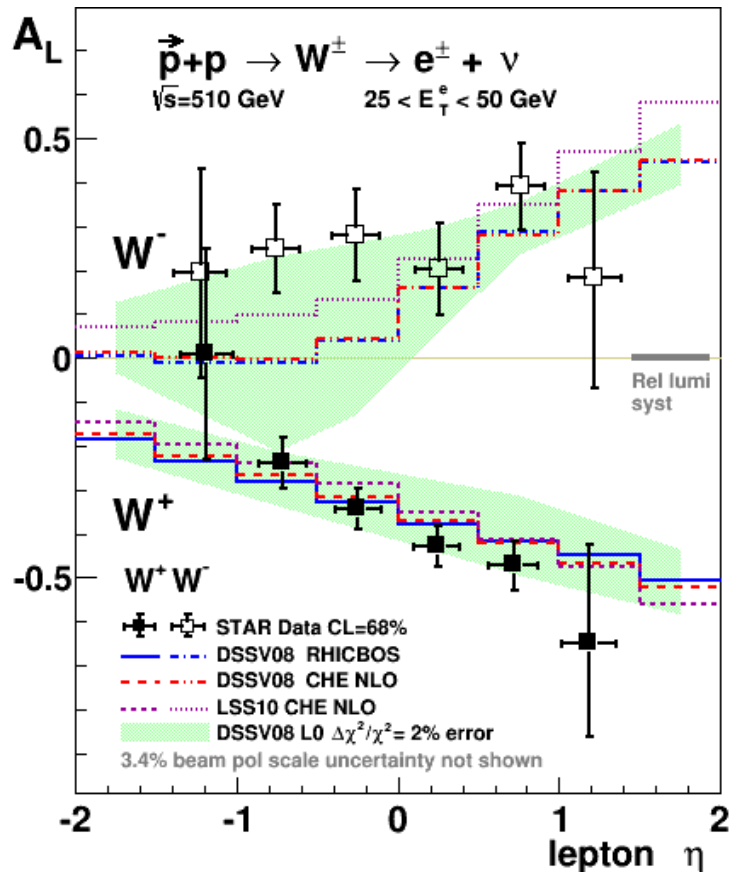 A_L
p+p → W± → e± + ν
√s=510 GeV 25 < E_T^e < 50 GeV
0.5
W-
0
Rel lumi
syst
W+
-0.5
W+ W-
STAR Data CL=68%
DSSV08 RHICBOS
DSSV08 CHE NLO
LSS10 CHE NLO
DSSV08 L0 Δχ²/χ²= 2% error
3.4% beam pol scale uncertainty not shown
-2 -1 0 1 2
lepton η